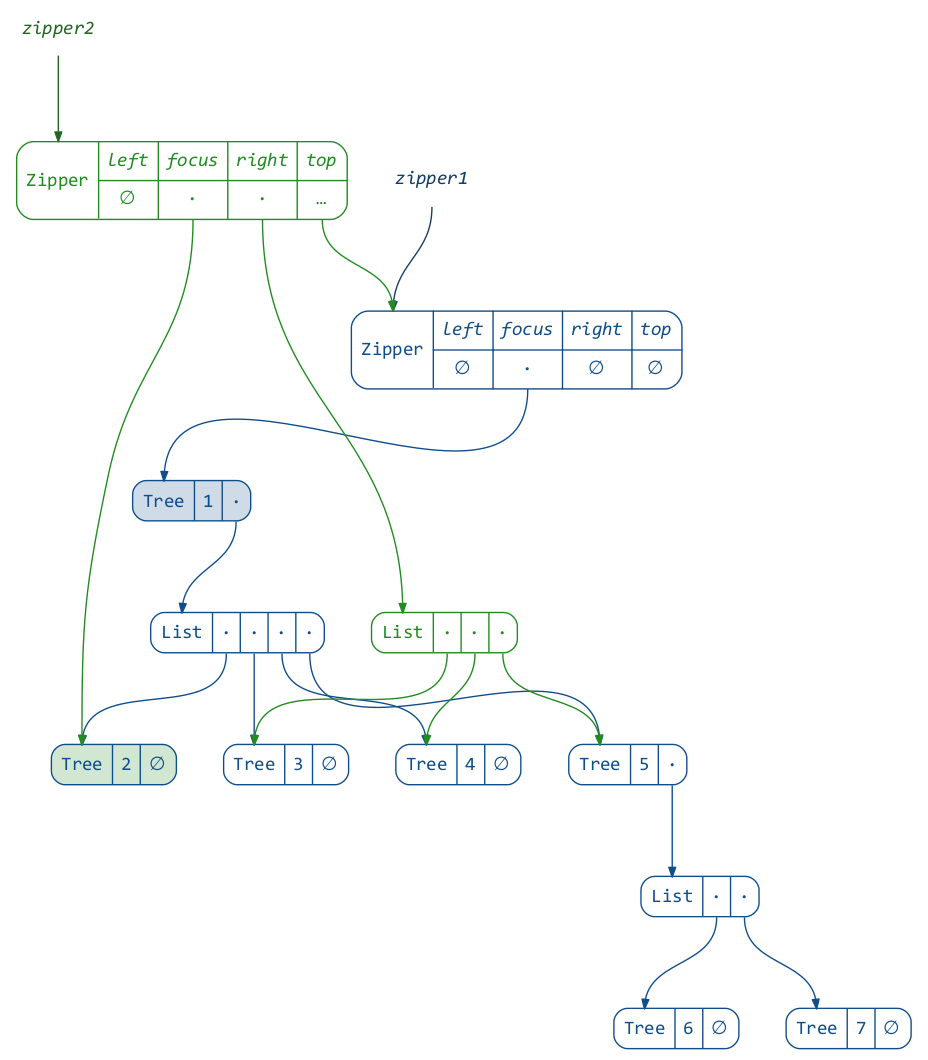 zipper2
left focus right top
Zipper
∅ · · …
zipper1
left focus right top
Zipper
∅ · ∅ ∅
Tree 1 ·
List · · · ·
List · · ·
Tree 2 ∅
Tree 3 ∅
Tree 4 ∅
Tree 5 ·
List · ·
Tree 6 ∅
Tree 7 ∅